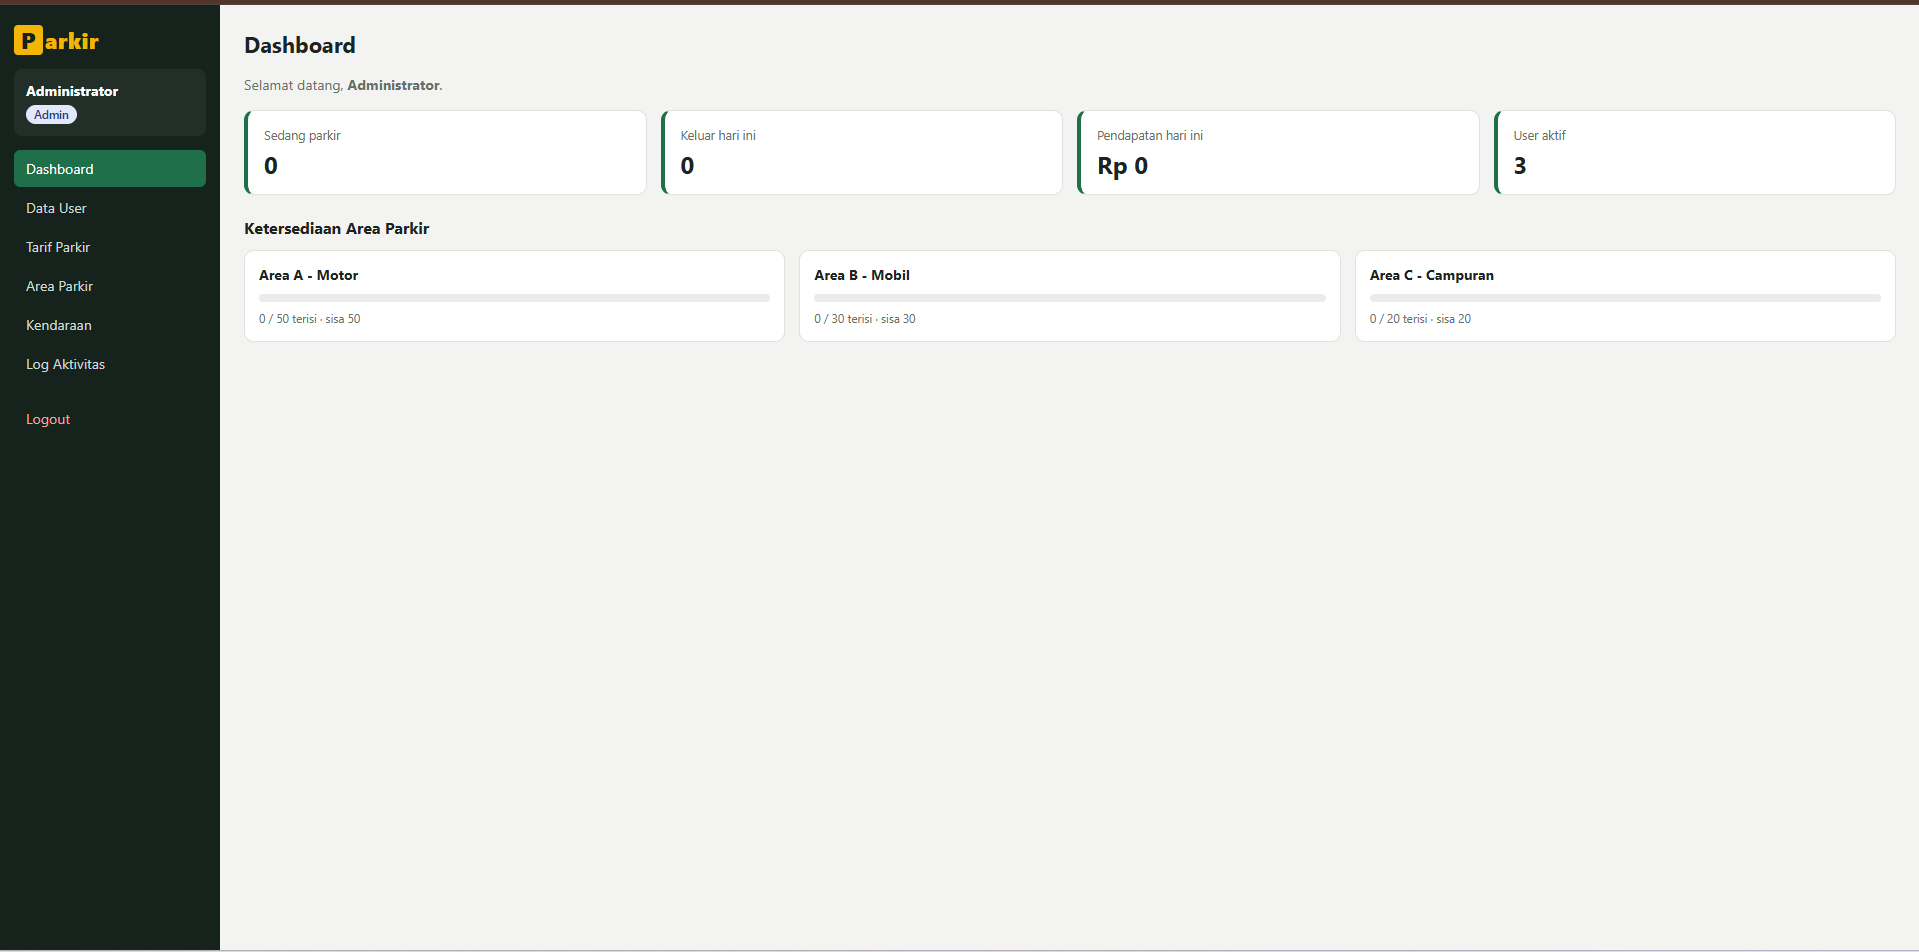 Parkir
Administrator
Admin
Dashboard
Data User
Tarif Parkir
Area Parkir
Kendaraan
Log Aktivitas
Logout
Dashboard
Selamat datang, Administrator.
Sedang parkir
0
Keluar hari ini
0
Pendapatan hari ini
Rp 0
User aktif
3
Ketersediaan Area Parkir
Area A - Motor
0 / 50 terisi · sisa 50
Area B - Mobil
0 / 30 terisi · sisa 30
Area C - Campuran
0 / 20 terisi · sisa 20